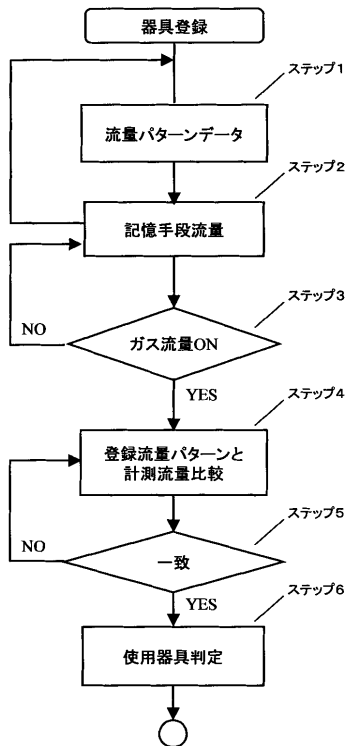 器具登録
ステップ1
流量パターンデータ
ステップ2
記憶手段流量
ステップ3
NO
ガス流量ON
YES
ステップ4
登録流量パターンと
計測流量比較
ステップ5
NO
一致
YES
ステップ6
使用器具判定